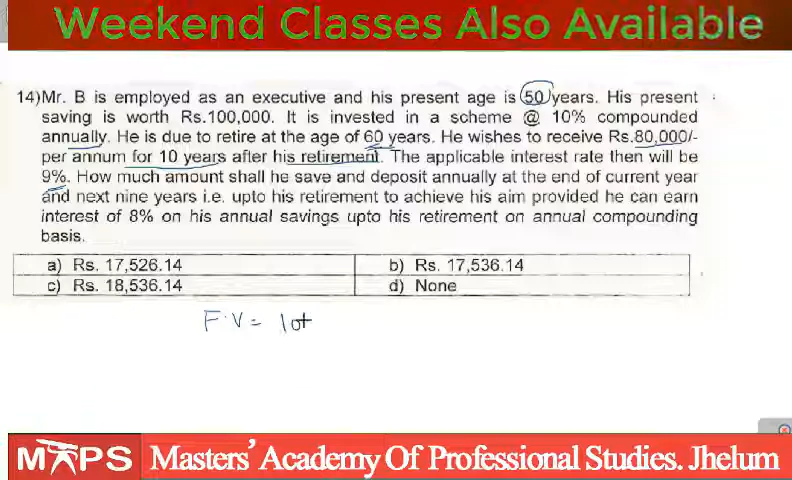 Weekend Classes Also Available
14)Mr. B is employed as an executive and his present age is 50 years. His present
saving is worth Rs.100,000. It is invested in a scheme @ 10% compounded
annually. He is due to retire at the age of 60 years. He wishes to receive Rs.80,000/-
per annum for 10 years after his retirement. The applicable interest rate then will be
9%. How much amount shall he save and deposit annually at the end of current year
and next nine years i.e. upto his retirement to achieve his aim provided he can earn
interest of 8% on his annual savings upto his retirement on annual compounding
basis.
a) Rs. 17,526.14 b) Rs. 17,536.14
c) Rs. 18,536.14 d) None
F.V =
MAPS Masters' Academy Of Professional Studies. Jhelum